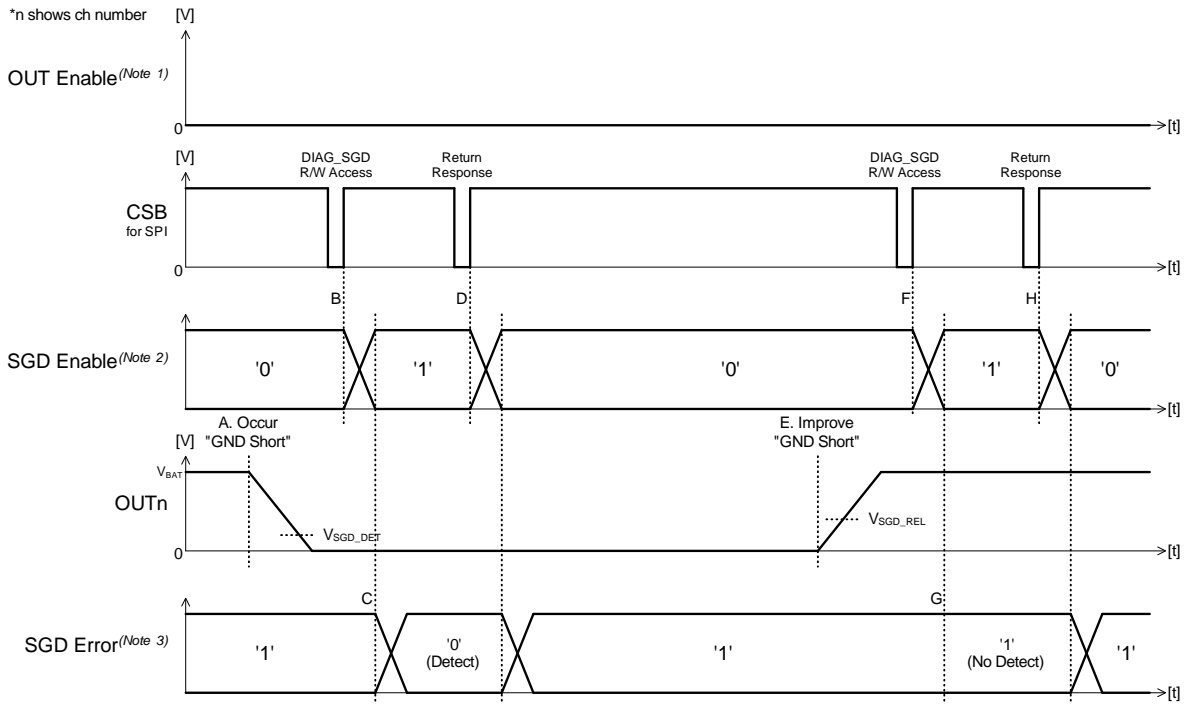 *n shows ch number
[V]
OUT Enable(Note 1)
0
[t]
[V]
DIAG_SGD
R/W Access
Return
Response
DIAG_SGD
R/W Access
Return
Response
CSB
for SPI
0
[t]
B
D
F
H
SGD Enable(Note 2)
'0'
'1'
'0'
'1'
'0'
[t]
A. Occur
"GND Short"
E. Improve
"GND Short"
[V]
VBAT
OUTn
VSGD_DET
VSGD_REL
0
[t]
C
G
SGD Error(Note 3)
'1'
'0'
(Detect)
'1'
'1'
(No Detect)
'1'
[t]